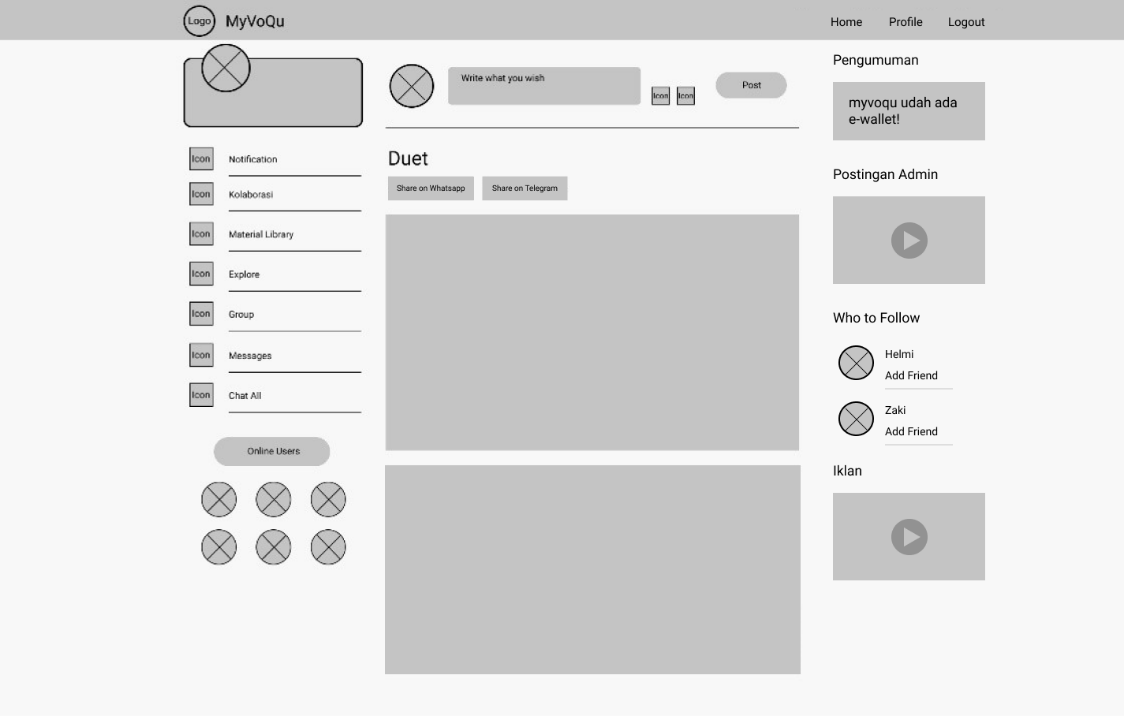 Logo
MyVoQu
Home
Profile
Logout
Write what you wish
Icon
Icon
Post
Icon
Notification
Icon
Kolaborasi
Icon
Material Library
Icon
Explore
Icon
Group
Icon
Messages
Icon
Chat All
Online Users
Duet
Share on Whatsapp
Share on Telegram
Pengumuman
myvoqu udah ada
e-wallet!
Postingan Admin
Who to Follow
Helmi
Add Friend
Zaki
Add Friend
Iklan